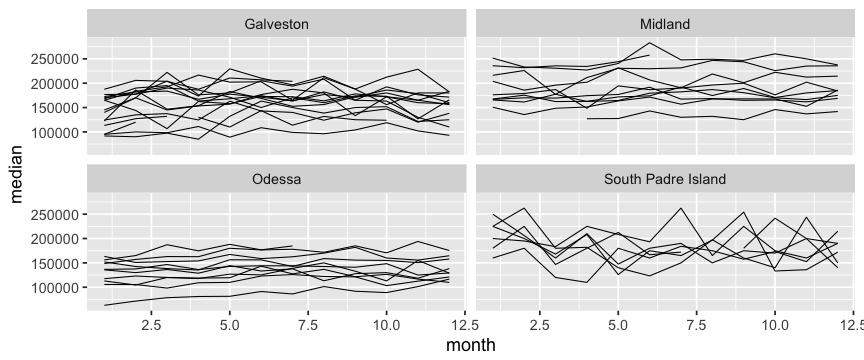 Galveston
Midland
250000
200000
150000
100000
Odessa
South Padre Island
250000
200000
150000
100000
median
2.5 5.0 7.5 10.0 12.5 2.5 5.0 7.5 10.0 12.5
month